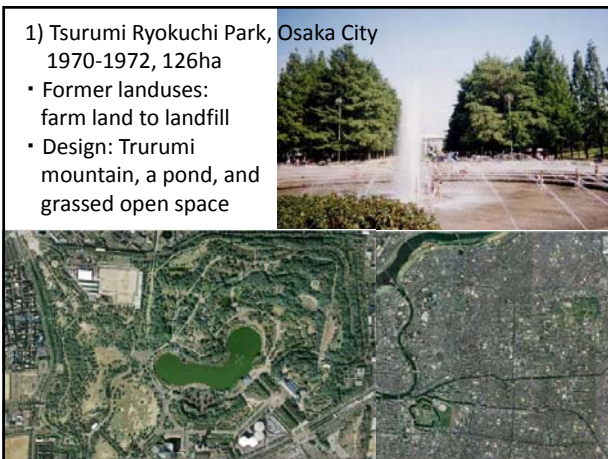 1) Tsurumi Ryokuchi Park, Osaka City
1970-1972, 126ha
・ Former landuses:
farm land to landfill
・ Design: Trurumi
mountain, a pond, and
grassed open space